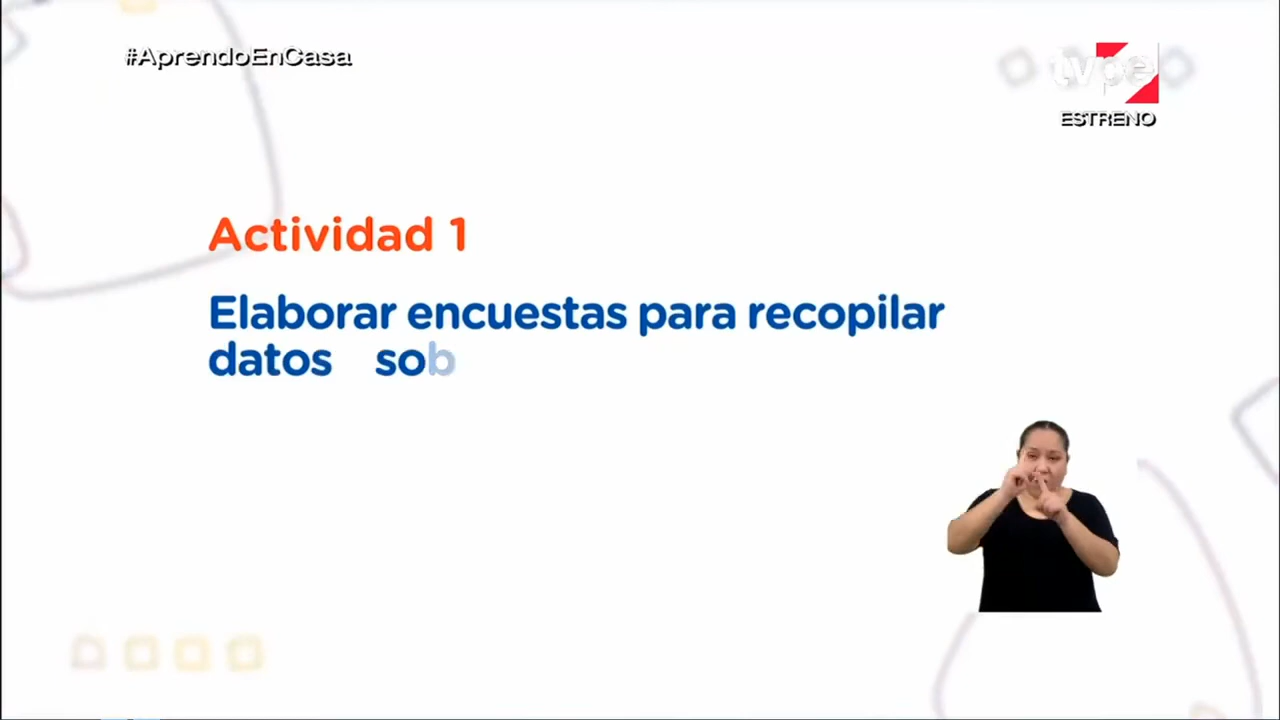 #AprendoEnCasa
tvpe
ESTRENO
Actividad 1
Elaborar encuestas para recopilar
datos sob